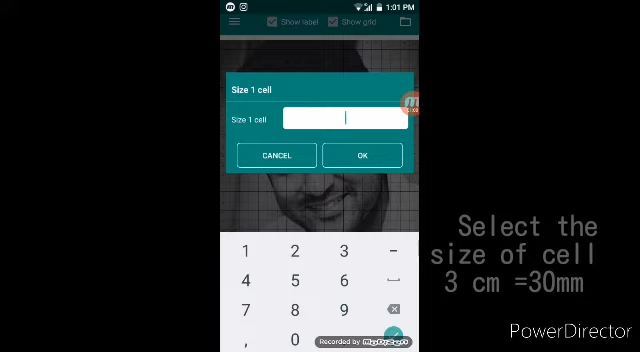 1:01 PM
Show label
Show grid
Size 1 cell
Size 1 cell
CANCEL
OK
Select the
size of cell
3 cm =30mm
1 2 3 -
4 5 6
7 8 9
, 0
Recorded by
PowerDirector